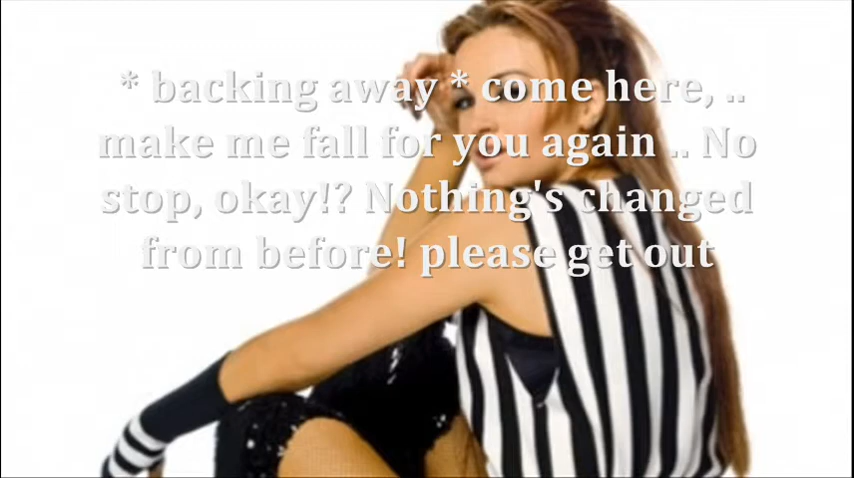 * backing away * come here, ..
make me fall for you again .. No
stop, okay!? Nothing's changed
from before! please get out